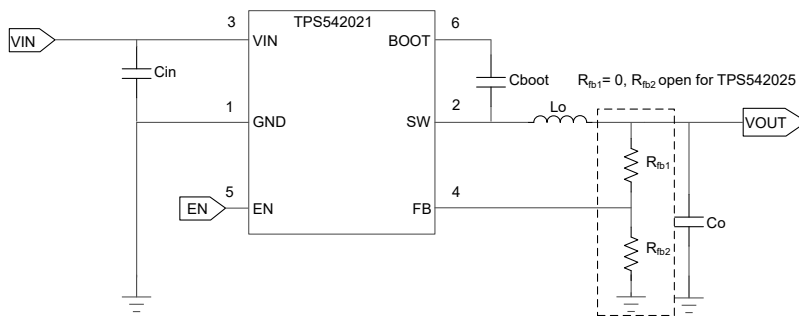 TPS542021
3
6
VIN
VIN
BOOT
Cin
Cboot
Rfb1= 0, Rfb2 open for TPS542025
1
2
Lo
GND
SW
VOUT
Rfb1
5
4
EN
EN
FB
Co
Rfb2